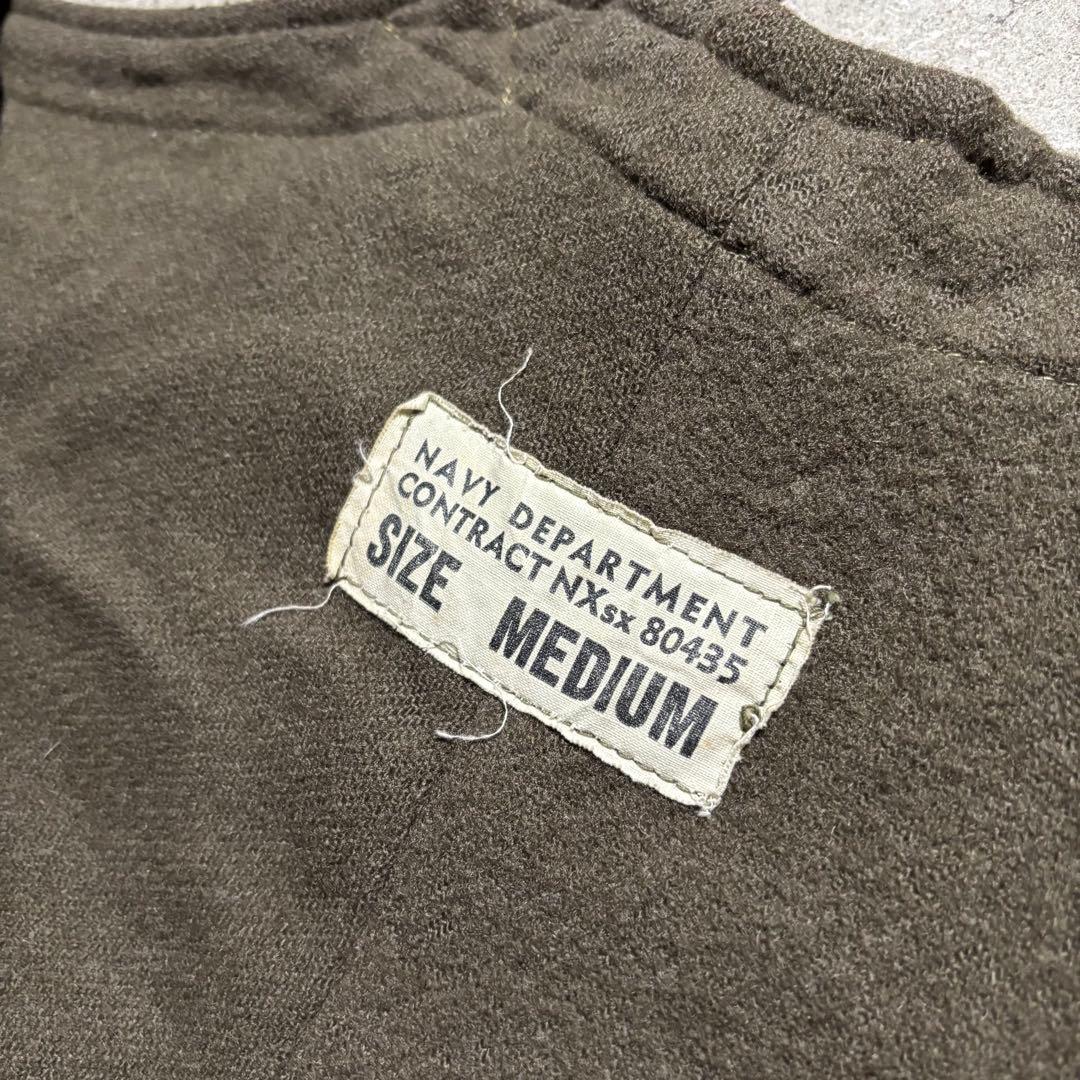 NAVY DEPARTMENT
CONTRACT NXsx 80435
SIZE MEDIUM